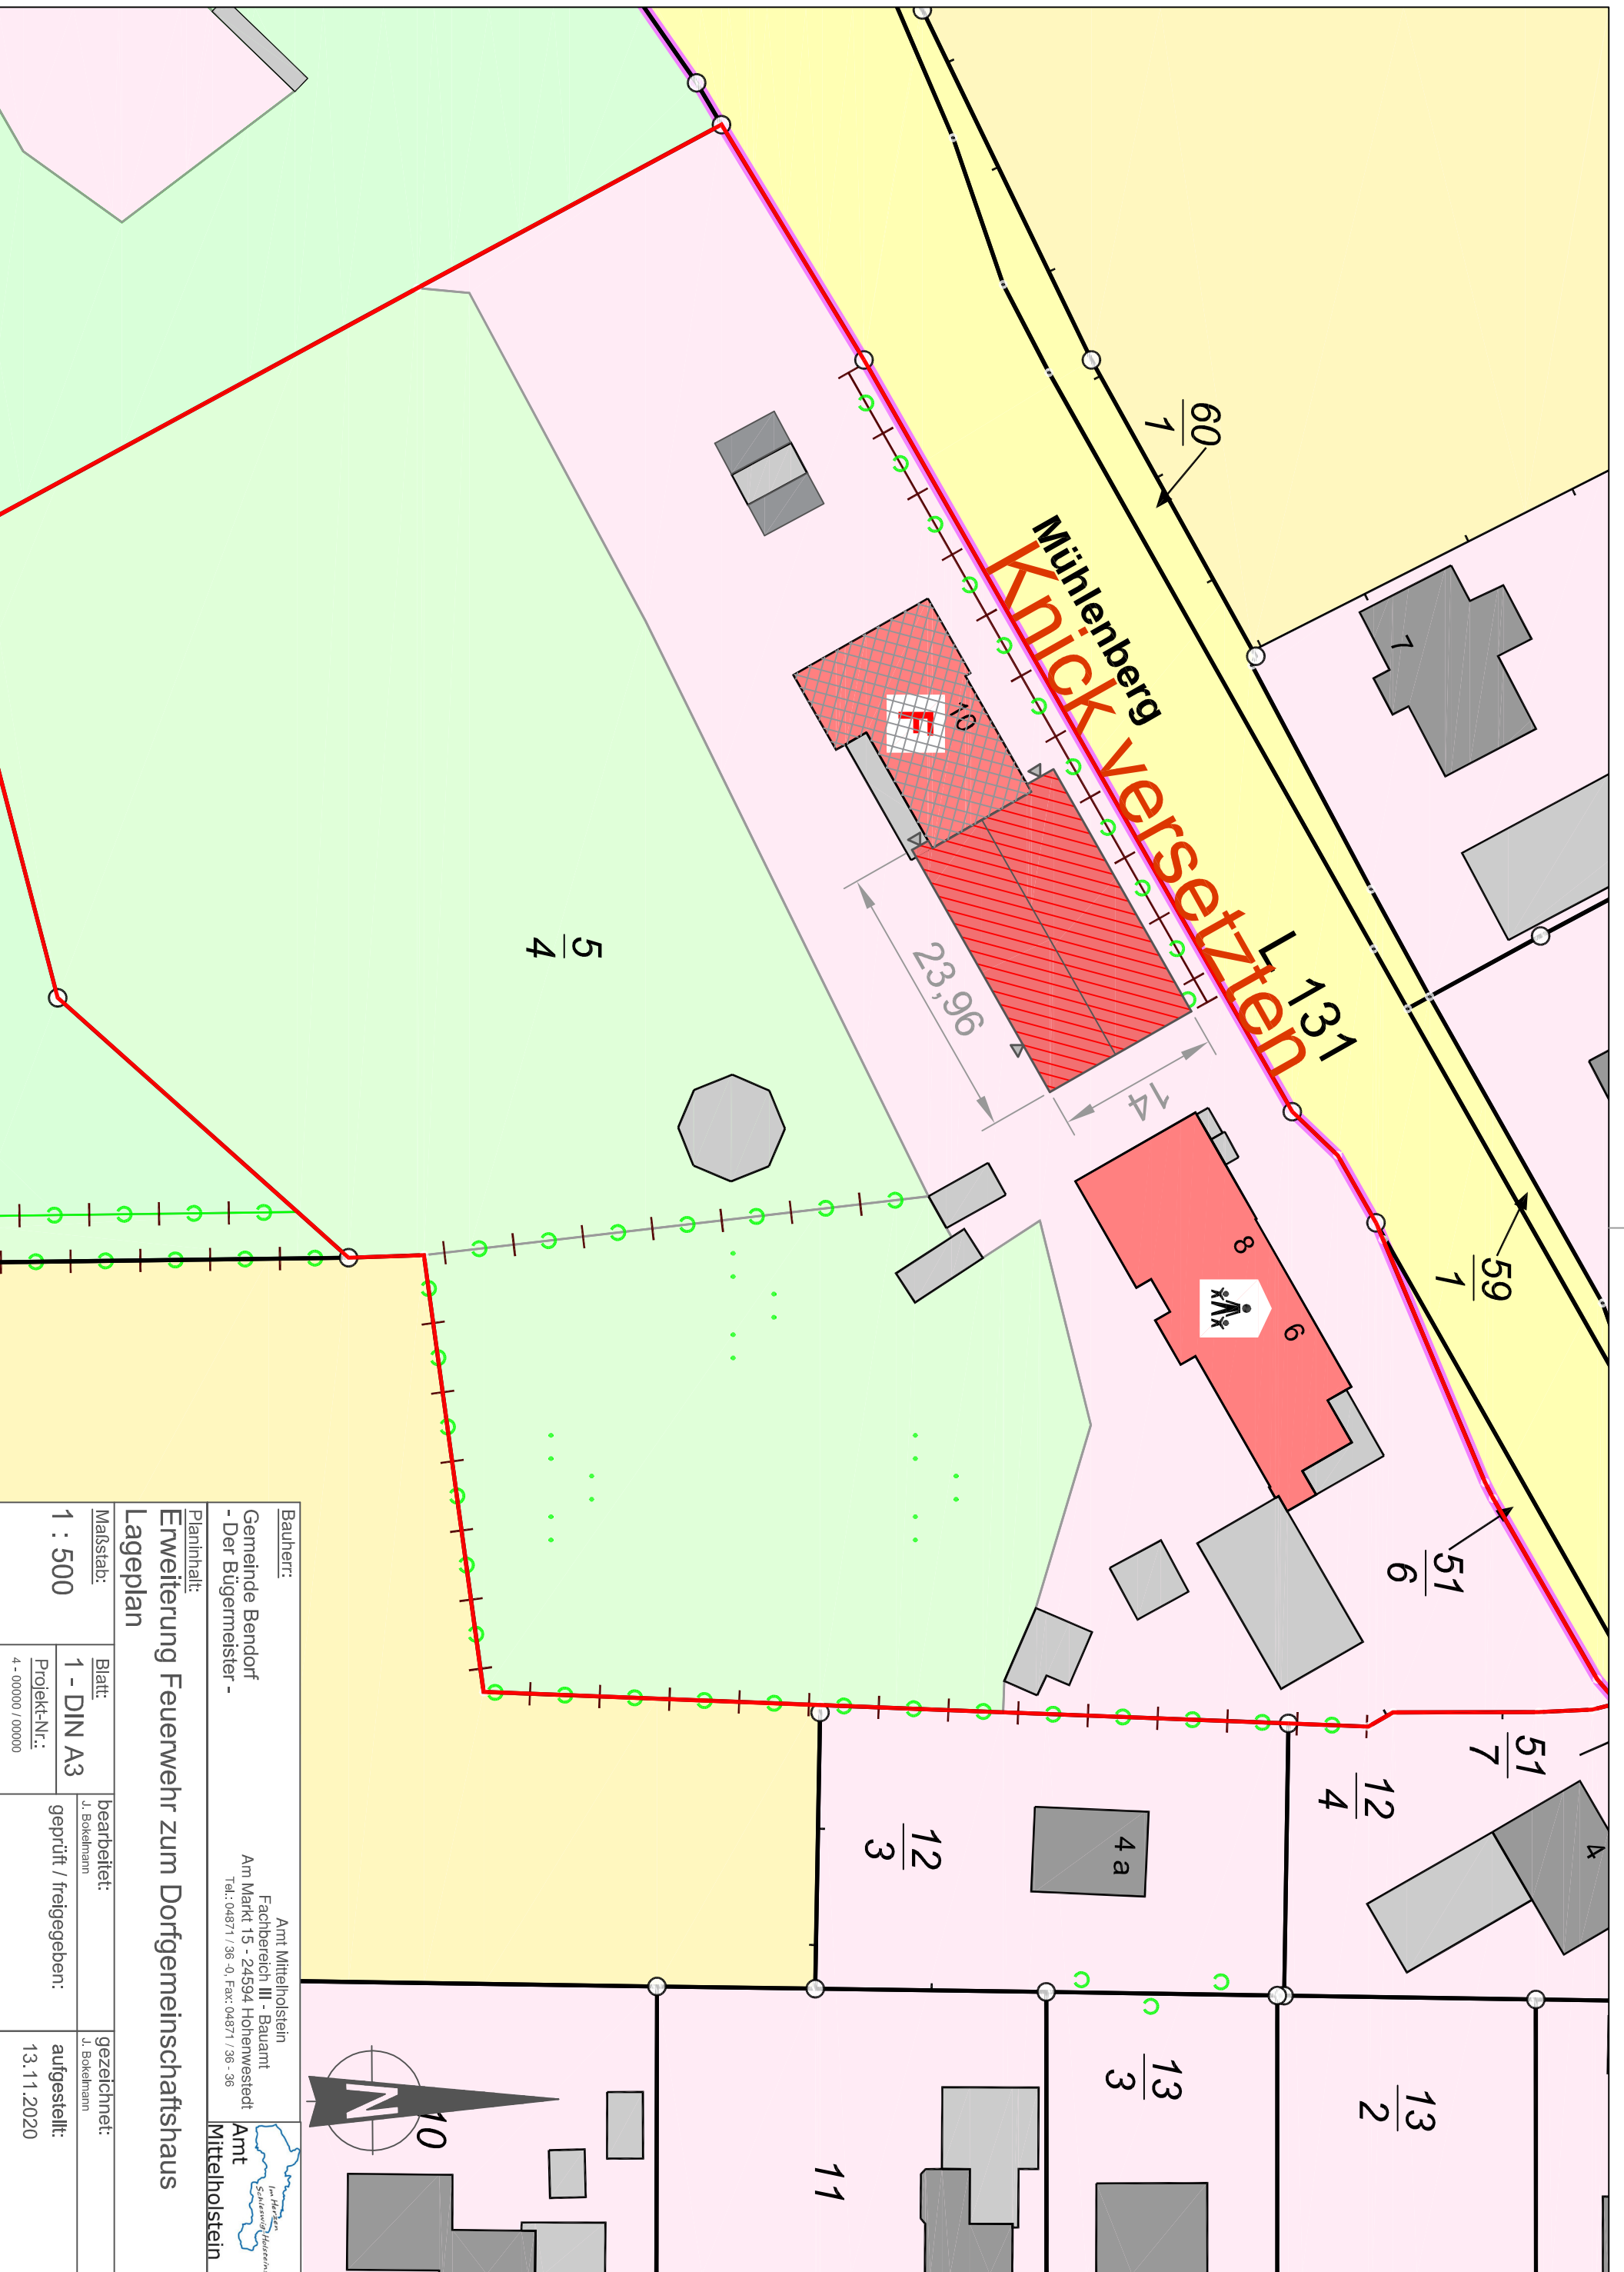 60
1
Mühlenberg
Knick versetzten
L 131
7
10
F
23,96
14
5
4
8
6
59
1
51
6
51
7
12
4
12
3
4 a
4
13
3
13
2
11
10
N
Bauherr:
Gemeinde Bendorf
- Der Bügermeister -
Amt Mittelholstein
Fachbereich III - Bauamt
Am Markt 15 - 24594 Hohenwestedt
Tel.: 04871 / 36 -0, Fax: 04871 / 36 - 36
Planinhalt:
Erweiterung Feuerwehr zum Dorfgemeinschaftshaus
Lageplan
Maßstab:
1 : 500
Blatt:
1 - DIN A3
Projekt-Nr.:
4 - 00000 / 00000
bearbeitet:
J. Bokelmann
geprüft / freigegeben:
gezeichnet:
J. Bokelmann
aufgestellt:
13.11.2020
Im Herzen
Schleswig-Holsteins
Amt
Mittelholstein